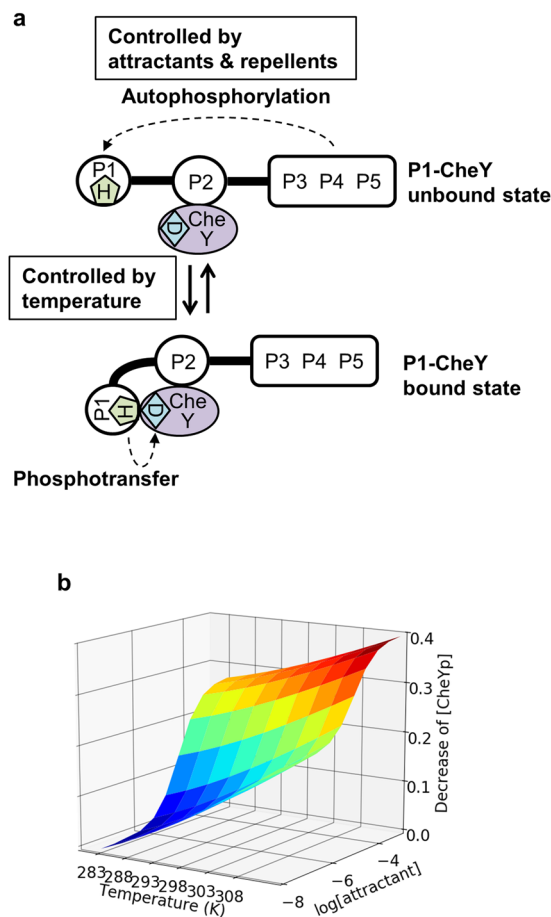 a
Controlled by
attractants & repellents
Autophosphorylation
P1
H
P2
P3 P4 P5
P1-CheY
unbound state
D
Che
Y
Controlled by
temperature
P2
P3 P4 P5
P1-CheY
bound state
P1
H
D
Che
Y
Phosphotransfer
b
0.4
0.3
0.2
0.1
0.0
Decrease of [CheYp]
283 288 293 298 303 308
Temperature (K)
−8
−6
−4
log[attractant]